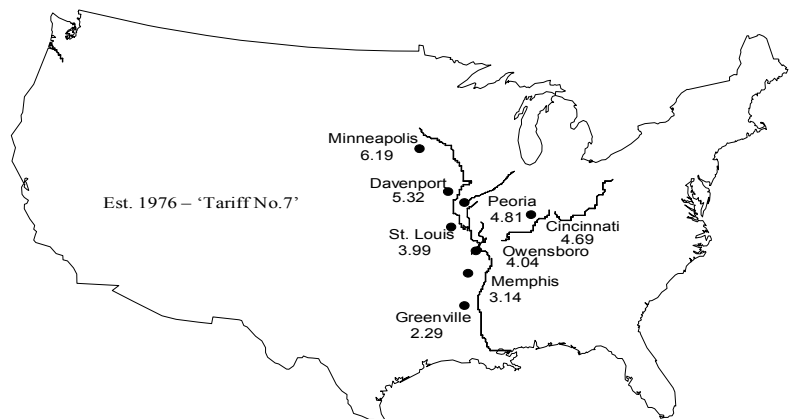 Minneapolis
6.19
Davenport
5.32
Est. 1976 – ‘Tariff No.7’
Peoria
4.81
Cincinnati
4.69
St. Louis
3.99
Owensboro
4.04
Memphis
3.14
Greenville
2.29